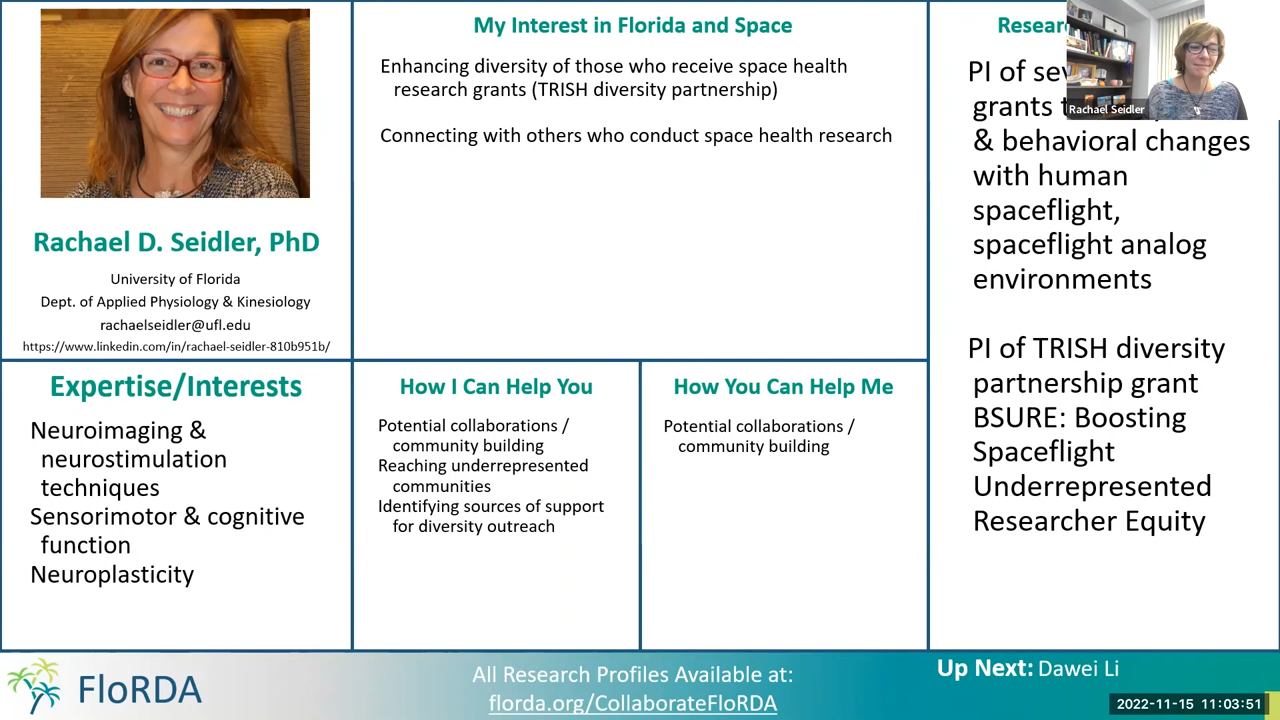 Rachael D. Seidler, PhD
University of Florida
Dept. of Applied Physiology & Kinesiology
rachaelseidler@ufl.edu
https://www.linkedin.com/in/rachael-seidler-810b951b/
My Interest in Florida and Space
Enhancing diversity of those who receive space health
research grants (TRISH diversity partnership)
Connecting with others who conduct space health research
Rachael Seidler
PI of
grants
& behavioral changes
with human
spaceflight,
spaceflight analog
environments
PI of TRISH diversity
partnership grant
BSURE: Boosting
Spaceflight
Underrepresented
Researcher Equity
Expertise/Interests
Neuroimaging &
neurostimulation
techniques
Sensorimotor & cognitive
function
Neuroplasticity
How I Can Help You
Potential collaborations /
community building
Reaching underrepresented
communities
Identifying sources of support
for diversity outreach
How You Can Help Me
Potential collaborations /
community building
FloRDA
All Research Profiles Available at:
florda.org/CollaborateFloRDA
Up Next: Dawei Li
2022-11-15 11:03:51